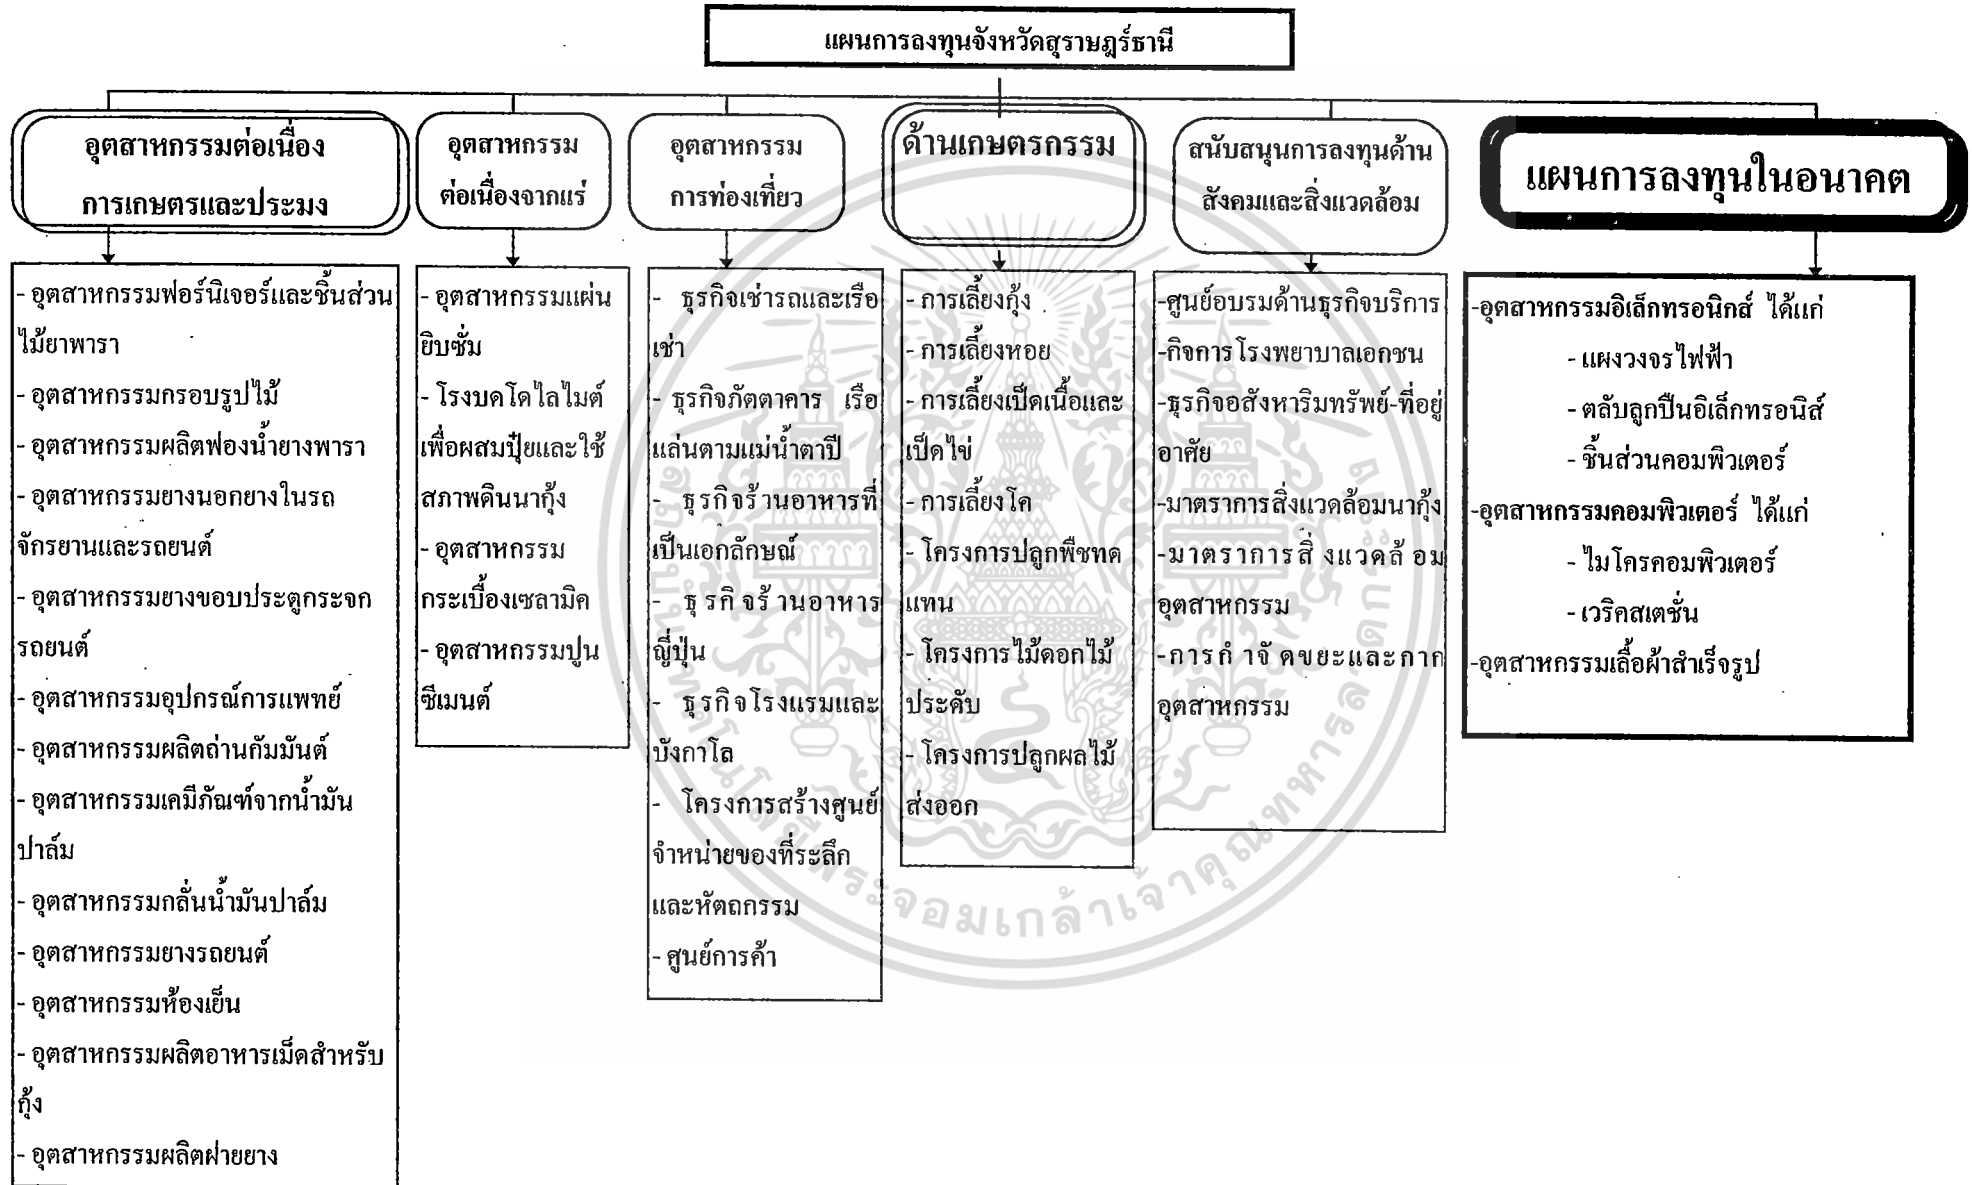 แผนการลงทุนจังหวัดสุราษฎร์ธานี
อุตสาหกรรมต่อเนื่อง
การเกษตรและประมง
- อุตสาหกรรมฟอร์นิเจอร์และชิ้นส่วน
ไม้ยาพารา
- อุตสาหกรรมกรอบรูปไม้
- อุตสาหกรรมผลิตฟองน้ำยางพารา
- อุตสาหกรรมยางนอกยางในรถ
จักรยานและรถยนต์
- อุตสาหกรรมยางขอบประตูกระจก
รถยนต์
- อุตสาหกรรมอุปกรณ์การแพทย์
- อุตสาหกรรมผลิตถ่านกัมมันต์
- อุตสาหกรรมเคมีภัณฑ์จากน้ำมัน
ปาล์ม
- อุตสาหกรรมกลั่นน้ำมันปาล์ม
- อุตสาหกรรมยางรถยนต์
- อุตสาหกรรมห้องเย็น
- อุตสาหกรรมผลิตอาหารเม็ดสำหรับ
กุ้ง
- อุตสาหกรรมผลิตฝายยาง
อุตสาหกรรม
ต่อเนื่องจากแร่
- อุตสาหกรรมแผ่น
ยิบซั่ม
- โรงบดโดไลไมต์
เพื่อผสมปุ๋ยและใช้
สภาพดินนากุ้ง
- อุตสาหกรรม
กระเบื้องเซลามิค
- อุตสาหกรรมปูน
ซีเมนต์
อุตสาหกรรม
การท่องเที่ยว
- ธุรกิจเช่ารถและเรือ
เช่า
- ธุรกิจภัตตาคาร เรือ
แล่นตามแม่น้ำตาปี
- ธุรกิจร้านอาหารที่
เป็นเอกลักษณ์
- ธุรกิจร้านอาหาร
ญี่ปุ่น
- ธุรกิจโรงแรมและ
บังกาโล
- โครงการสร้างศูนย์
จำหน่ายของที่ระลึก
และหัตถกรรม
- ศูนย์การค้า
ด้านเกษตรกรรม
- การเลี้ยงกุ้ง
- การเลี้ยงหอย
- การเลี้ยงเป็ดเนื้อและ
เป็ดไข่
- การเลี้ยงโค
- โครงการปลูกพืชทด
แทน
- โครงการไม้ดอกไม้
ประดับ
- โครงการปลูกผลไม้
ส่งออก
สนับสนุนการลงทุนด้าน
สังคมและสิ่งแวดล้อม
-ศูนย์อบรมด้านธุรกิจบริการ
-กิจการโรงพยาบาลเอกชน
-ธุรกิจอสังหาริมทรัพย์-ที่อยู่
อาศัย
-มาตราการสิ่งแวดล้อมนากุ้ง
-มาตราการสิ่งแวดล้อม
อุตสาหกรรม
-การกำจัดขยะและกาก
อุตสาหกรรม
แผนการลงทุนในอนาคต
-อุตสาหกรรมอิเล็กทรอนิกส์ ได้แก่
- แผงวงจรไฟฟ้า
- ตลับลูกปืนอิเล็กทรอนิส์
- ชิ้นส่วนคอมพิวเตอร์
-อุตสาหกรรมคอมพิวเตอร์ ได้แก่
- ไมโครคอมพิวเตอร์
- เวริคสเตชั่น
-อุตสาหกรรมเสื้อผ้าสำเร็จรูป
สถาบันเทคโนโลยีพระจอมเกล้าเจ้าคุณทหารลาดกระบัง